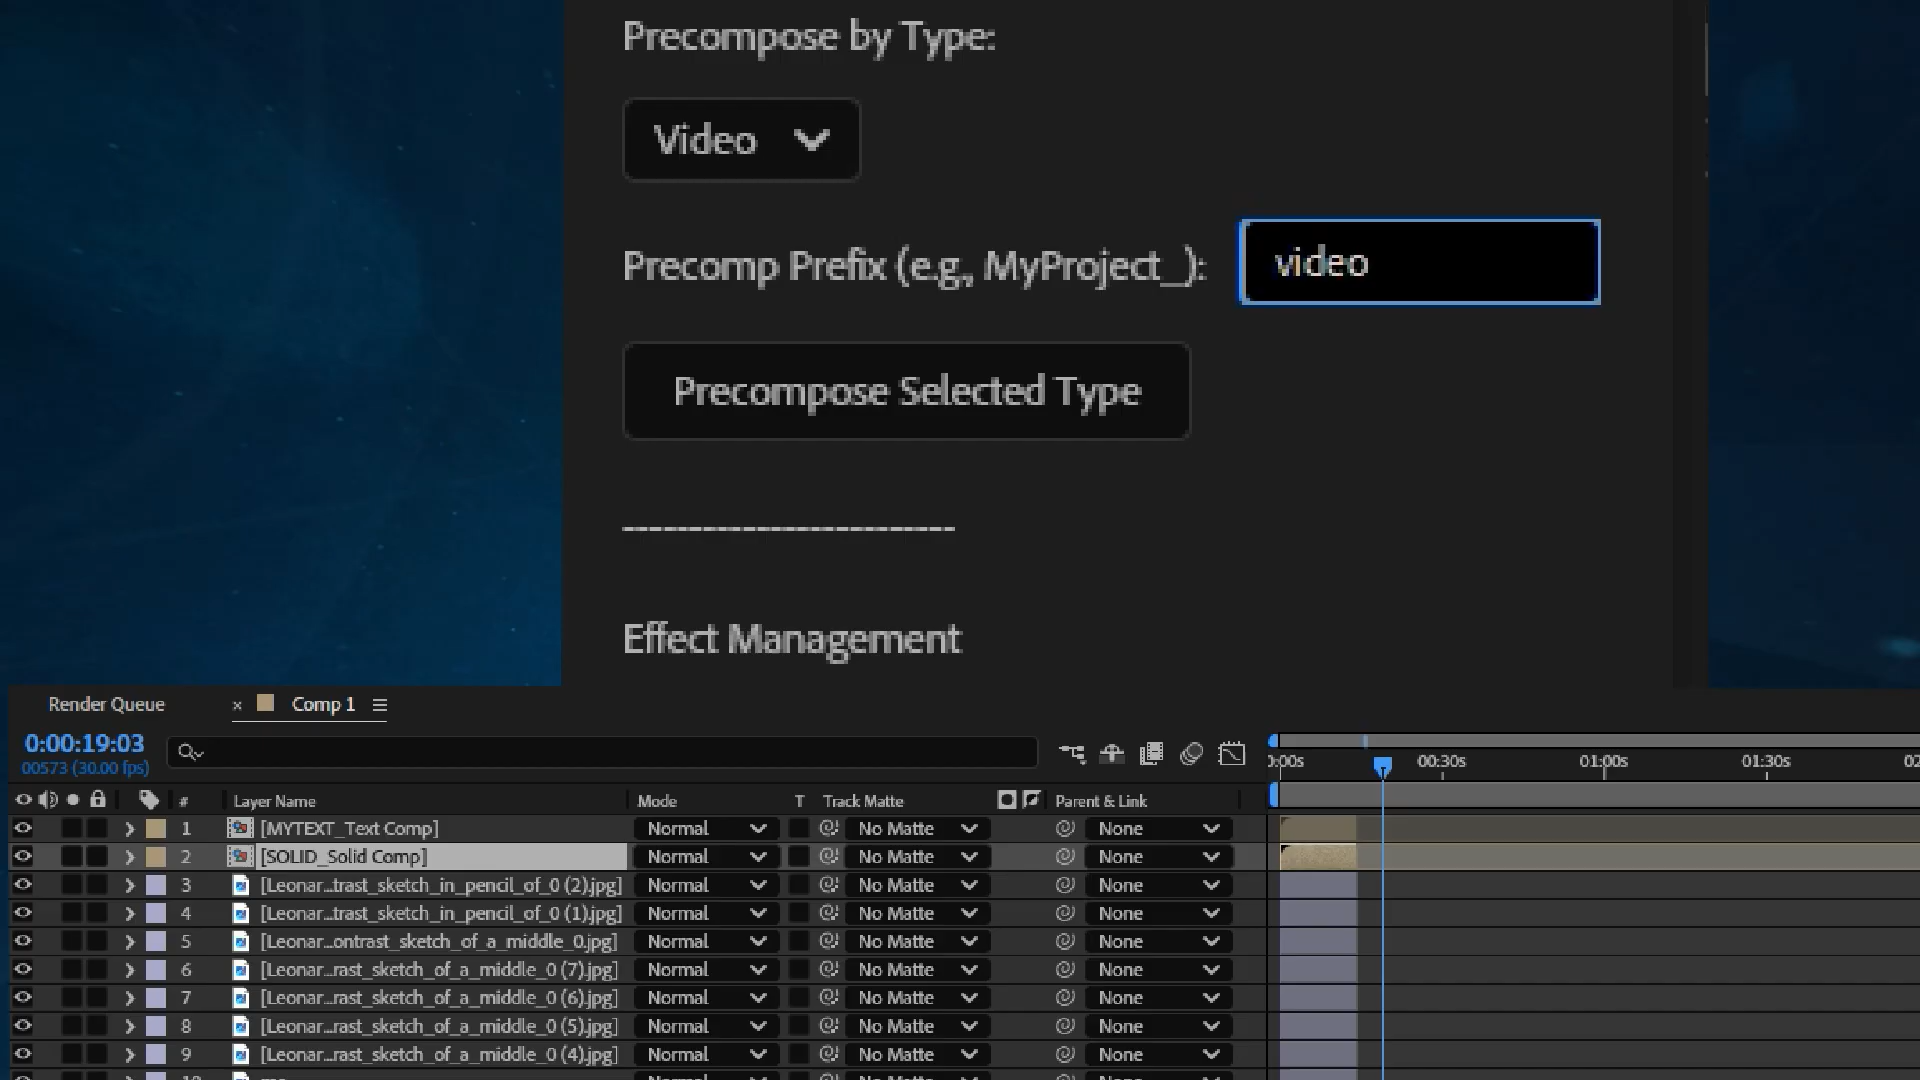 Precompose by Type:
Video
Precomp Prefix (e.g., MyProject_): video
Precompose Selected Type
-------------------------
Effect Management
Render Queue × Comp 1
0:00:19:03
00573 (30.00 fps)
0:00s 00:30s 01:00s 01:30s 02
# Layer Name Mode T Track Matte Parent & Link
1 [MYTEXT_Text Comp] Normal No Matte None
2 [SOLID_Solid Comp] Normal No Matte None
3 [Leonar...trast_sketch_in_pencil_of_0 (2).jpg] Normal No Matte None
4 [Leonar...trast_sketch_in_pencil_of_0 (1).jpg] Normal No Matte None
5 [Leonar...ontrast_sketch_of_a_middle_0.jpg] Normal No Matte None
6 [Leonar...rast_sketch_of_a_middle_0 (7).jpg] Normal No Matte None
7 [Leonar...rast_sketch_of_a_middle_0 (6).jpg] Normal No Matte None
8 [Leonar...rast_sketch_of_a_middle_0 (5).jpg] Normal No Matte None
9 [Leonar...rast_sketch_of_a_middle_0 (4).jpg] Normal No Matte None